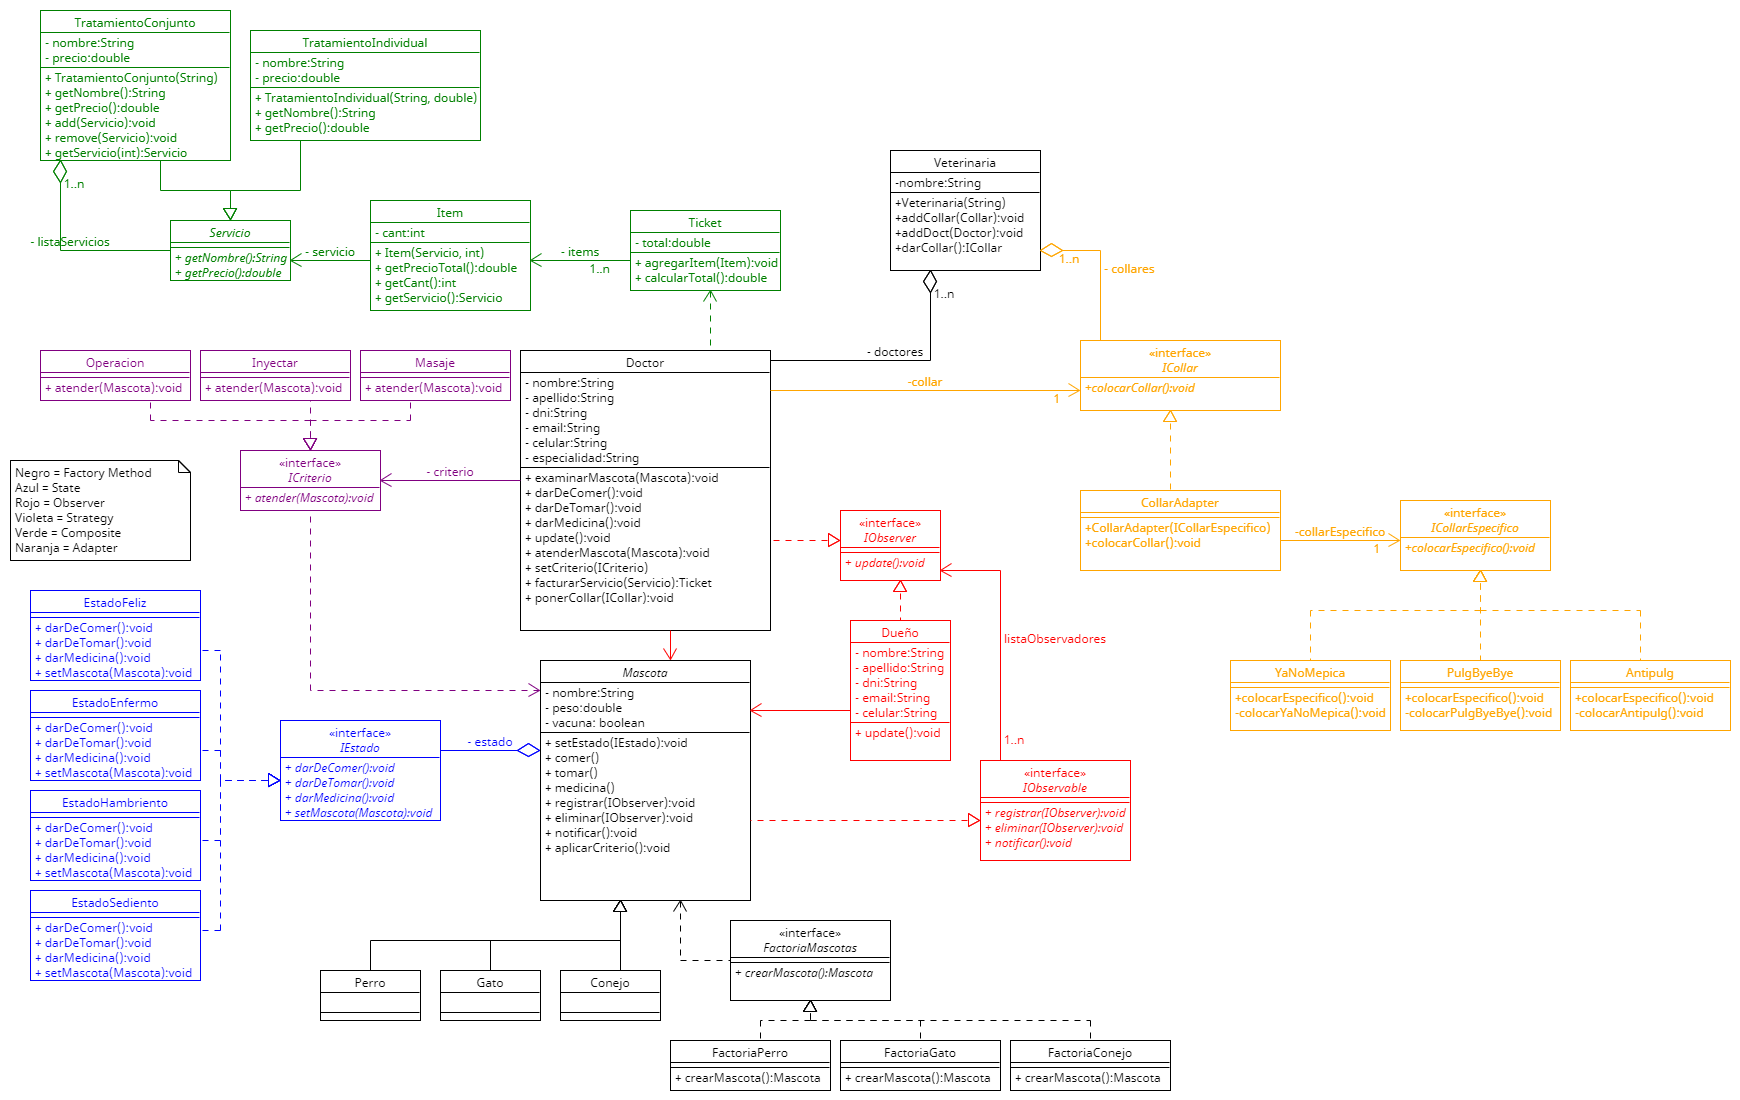 TratamientoConjunto
- nombre:String
- precio:double
+ TratamientoConjunto(String)
+ getNombre():String
+ getPrecio():double
+ add(Servicio):void
+ remove(Servicio):void
+ getServicio(int):Servicio
TratamientoIndividual
- nombre:String
- precio:double
+ TratamientoIndividual(String, double)
+ getNombre():String
+ getPrecio():double
1..n
- listaServicios
Servicio
+ getNombre():String
+ getPrecio():double
- servicio
Item
- cant:int
+ Item(Servicio, int)
+ getPrecioTotal():double
+ getCant():int
+ getServicio():Servicio
- items
1..n
Ticket
- total:double
+ agregarItem(Item):void
+ calcularTotal():double
Veterinaria
-nombre:String
+Veterinaria(String)
+addCollar(Collar):void
+addDoct(Doctor):void
+darCollar():ICollar
1..n
- collares
1..n
- doctores
Operacion
+ atender(Mascota):void
Inyectar
+ atender(Mascota):void
Masaje
+ atender(Mascota):void
«interface»
ICriterio
+ atender(Mascota):void
- criterio
Doctor
- nombre:String
- apellido:String
- dni:String
- email:String
- celular:String
- especialidad:String
+ examinarMascota(Mascota):void
+ darDeComer():void
+ darDeTomar():void
+ darMedicina():void
+ update():void
+ atenderMascota(Mascota):void
+ setCriterio(ICriterio)
+ facturarServicio(Servicio):Ticket
+ ponerCollar(ICollar):void
-collar
1
«interface»
ICollar
+colocarCollar():void
CollarAdapter
+CollarAdapter(ICollarEspecifico)
+colocarCollar():void
-collarEspecifico
1
«interface»
ICollarEspecifico
+colocarEspecifico():void
YaNoMepica
+colocarEspecifico():void
-colocarYaNoMepica():void
PulgByeBye
+colocarEspecifico():void
-colocarPulgByeBye():void
Antipulg
+colocarEspecifico():void
-colocarAntipulg():void
Negro = Factory Method
Azul = State
Rojo = Observer
Violeta = Strategy
Verde = Composite
Naranja = Adapter
«interface»
IObserver
+ update():void
listaObservadores
1..n
Dueño
- nombre:String
- apellido:String
- dni:String
- email:String
- celular:String
+ update():void
«interface»
IObservable
+ registrar(IObserver):void
+ eliminar(IObserver):void
+ notificar():void
EstadoFeliz
+ darDeComer():void
+ darDeTomar():void
+ darMedicina():void
+ setMascota(Mascota):void
EstadoEnfermo
+ darDeComer():void
+ darDeTomar():void
+ darMedicina():void
+ setMascota(Mascota):void
EstadoHambriento
+ darDeComer():void
+ darDeTomar():void
+ darMedicina():void
+ setMascota(Mascota):void
EstadoSediento
+ darDeComer():void
+ darDeTomar():void
+ darMedicina():void
+ setMascota(Mascota):void
«interface»
IEstado
+ darDeComer():void
+ darDeTomar():void
+ darMedicina():void
+ setMascota(Mascota):void
- estado
Mascota
- nombre:String
- peso:double
- vacuna: boolean
+ setEstado(IEstado):void
+ comer()
+ tomar()
+ medicina()
+ registrar(IObserver):void
+ eliminar(IObserver):void
+ notificar():void
+ aplicarCriterio():void
Perro
Gato
Conejo
«interface»
FactoriaMascotas
+ crearMascota():Mascota
FactoriaPerro
+ crearMascota():Mascota
FactoriaGato
+ crearMascota():Mascota
FactoriaConejo
+ crearMascota():Mascota